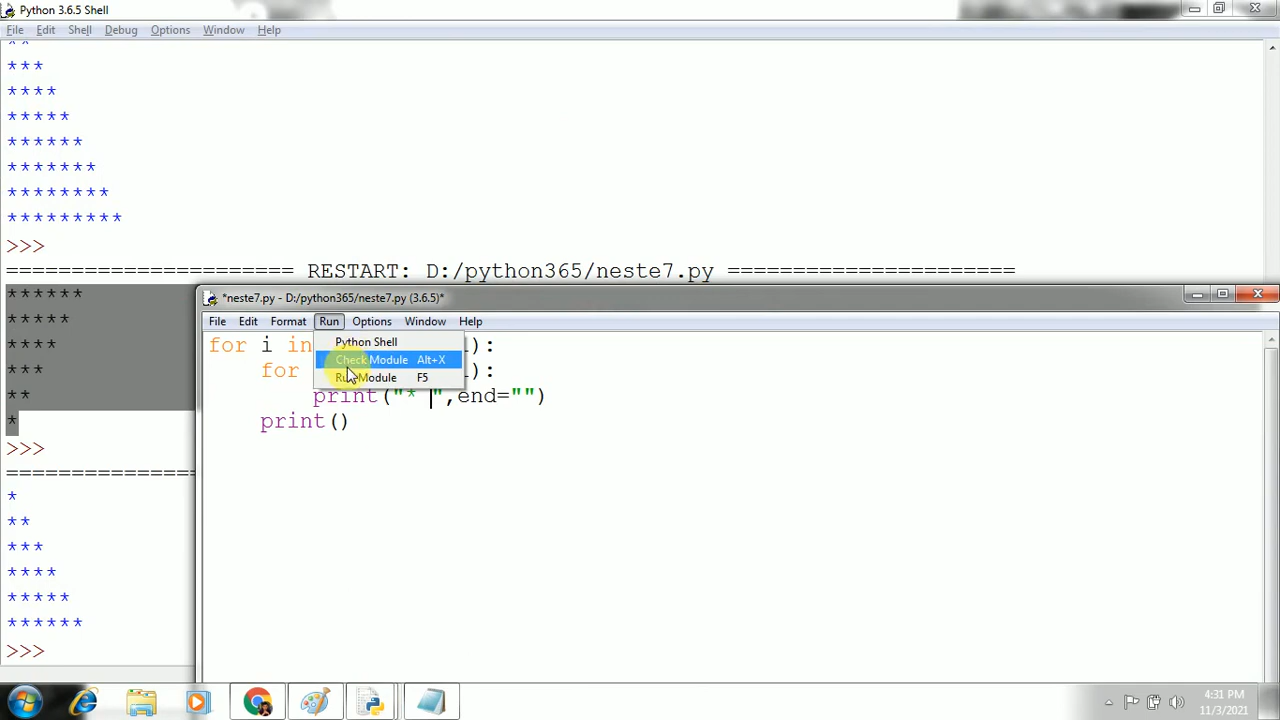 Python 3.6.5 Shell
File Edit Shell Debug Options Window Help
**
***
****
*****
******
*******
********
*********
>>>
====================== RESTART: D:/python365/neste7.py ======================
******
*****
****
***
**
*
>>>
*
**
***
****
*****
******
>>>
*neste7.py - D:/python365/neste7.py (3.6.5)*
File Edit Format Run Options Window Help
Python Shell
Check Module Alt+X
Run Module F5
for i in 1):
for 1):
print("* ",end="")
print()
4:31 PM
11/3/2021